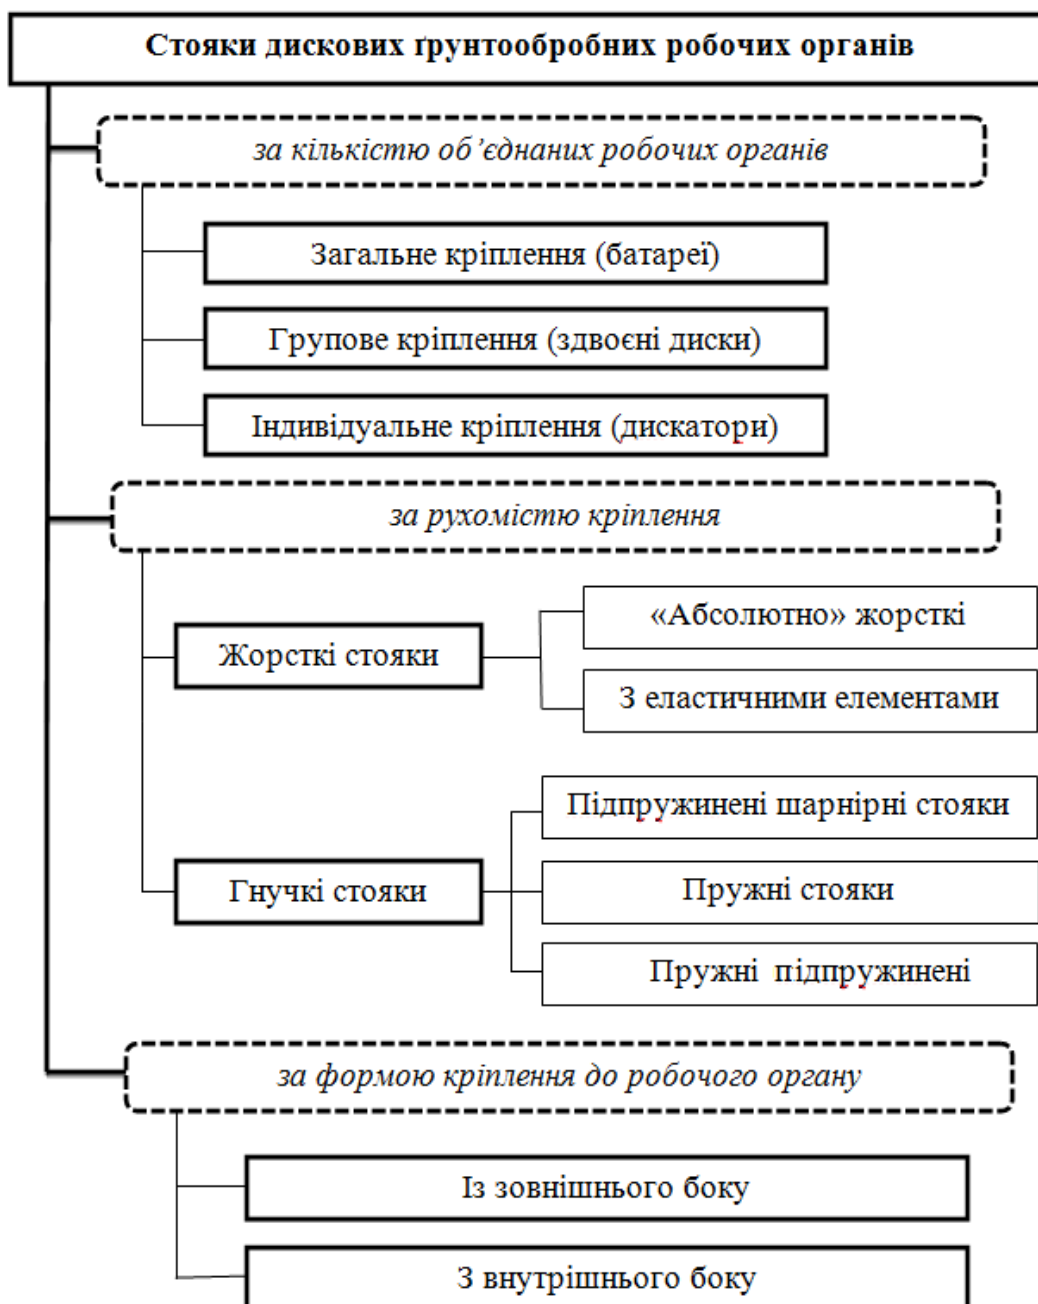 Стояки дискових ґрунтообробних робочих органів
за кількістю об’єднаних робочих органів
Загальне кріплення (батареї)
Групове кріплення (здвоєні диски)
Індивідуальне кріплення (дискатори)
за рухомістю кріплення
«Абсолютно» жорсткі
Жорсткі стояки
З еластичними елементами
Підпружинені шарнірні стояки
Гнучкі стояки
Пружні стояки
Пружні підпружинені
за формою кріплення до робочого органу
Із зовнішнього боку
З внутрішнього боку